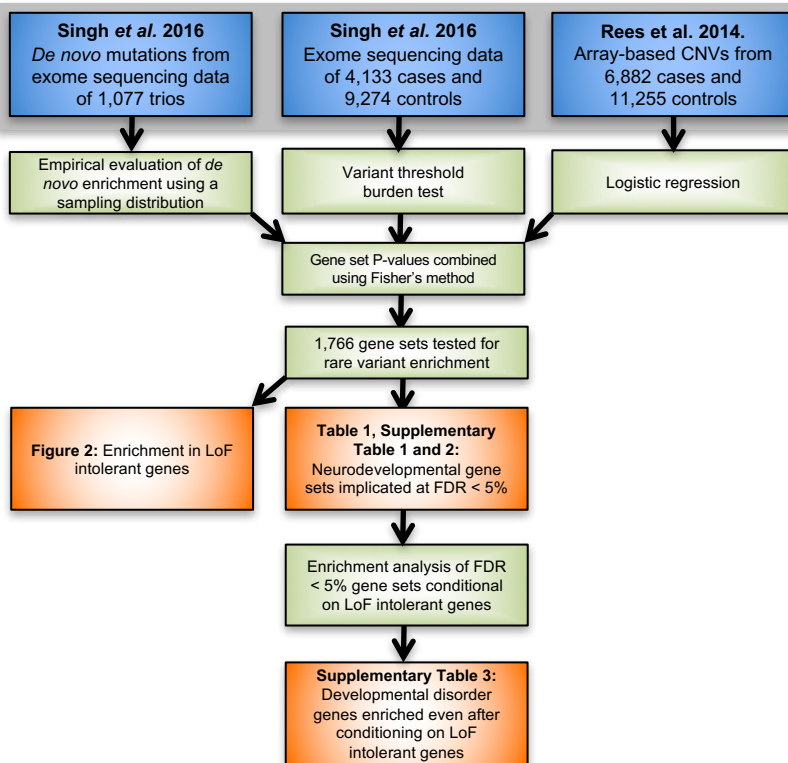 Singh et al. 2016
De novo mutations from
exome sequencing data
of 1,077 trios
Singh et al. 2016
Exome sequencing data
of 4,133 cases and
9,274 controls
Rees et al. 2014.
Array-based CNVs from
6,882 cases and
11,255 controls
Empirical evaluation of de
novo enrichment using a
sampling distribution
Variant threshold
burden test
Logistic regression
Gene set P-values combined
using Fisher's method
1,766 gene sets tested for
rare variant enrichment
Figure 2: Enrichment in LoF
intolerant genes
Table 1, Supplementary
Table 1 and 2:
Neurodevelopmental gene
sets implicated at FDR < 5%
Enrichment analysis of FDR
< 5% gene sets conditional
on LoF intolerant genes
Supplementary Table 3:
Developmental disorder
genes enriched even after
conditioning on LoF
intolerant genes